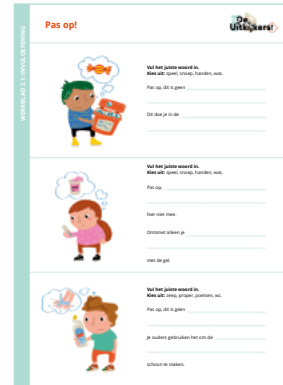 WERKBLAD 2.1: INVULOEFENING
Pas op!
De
Uitkijkers!
Vul het juiste woord in.
Kies uit: speel, snoep, handen, was.
Pas op, dit is geen
Dit doe je in de
Vul het juiste woord in.
Kies uit: speel, snoep, handen, was.
Pas op,
hier niet mee.
Ontsmet alleen je
met de gel.
Vul het juiste woord in.
Kies uit: zeep, proper, poetsen, wc.
Pas op, dit is geen
Je ouders gebruiken het om de
schoon te maken.